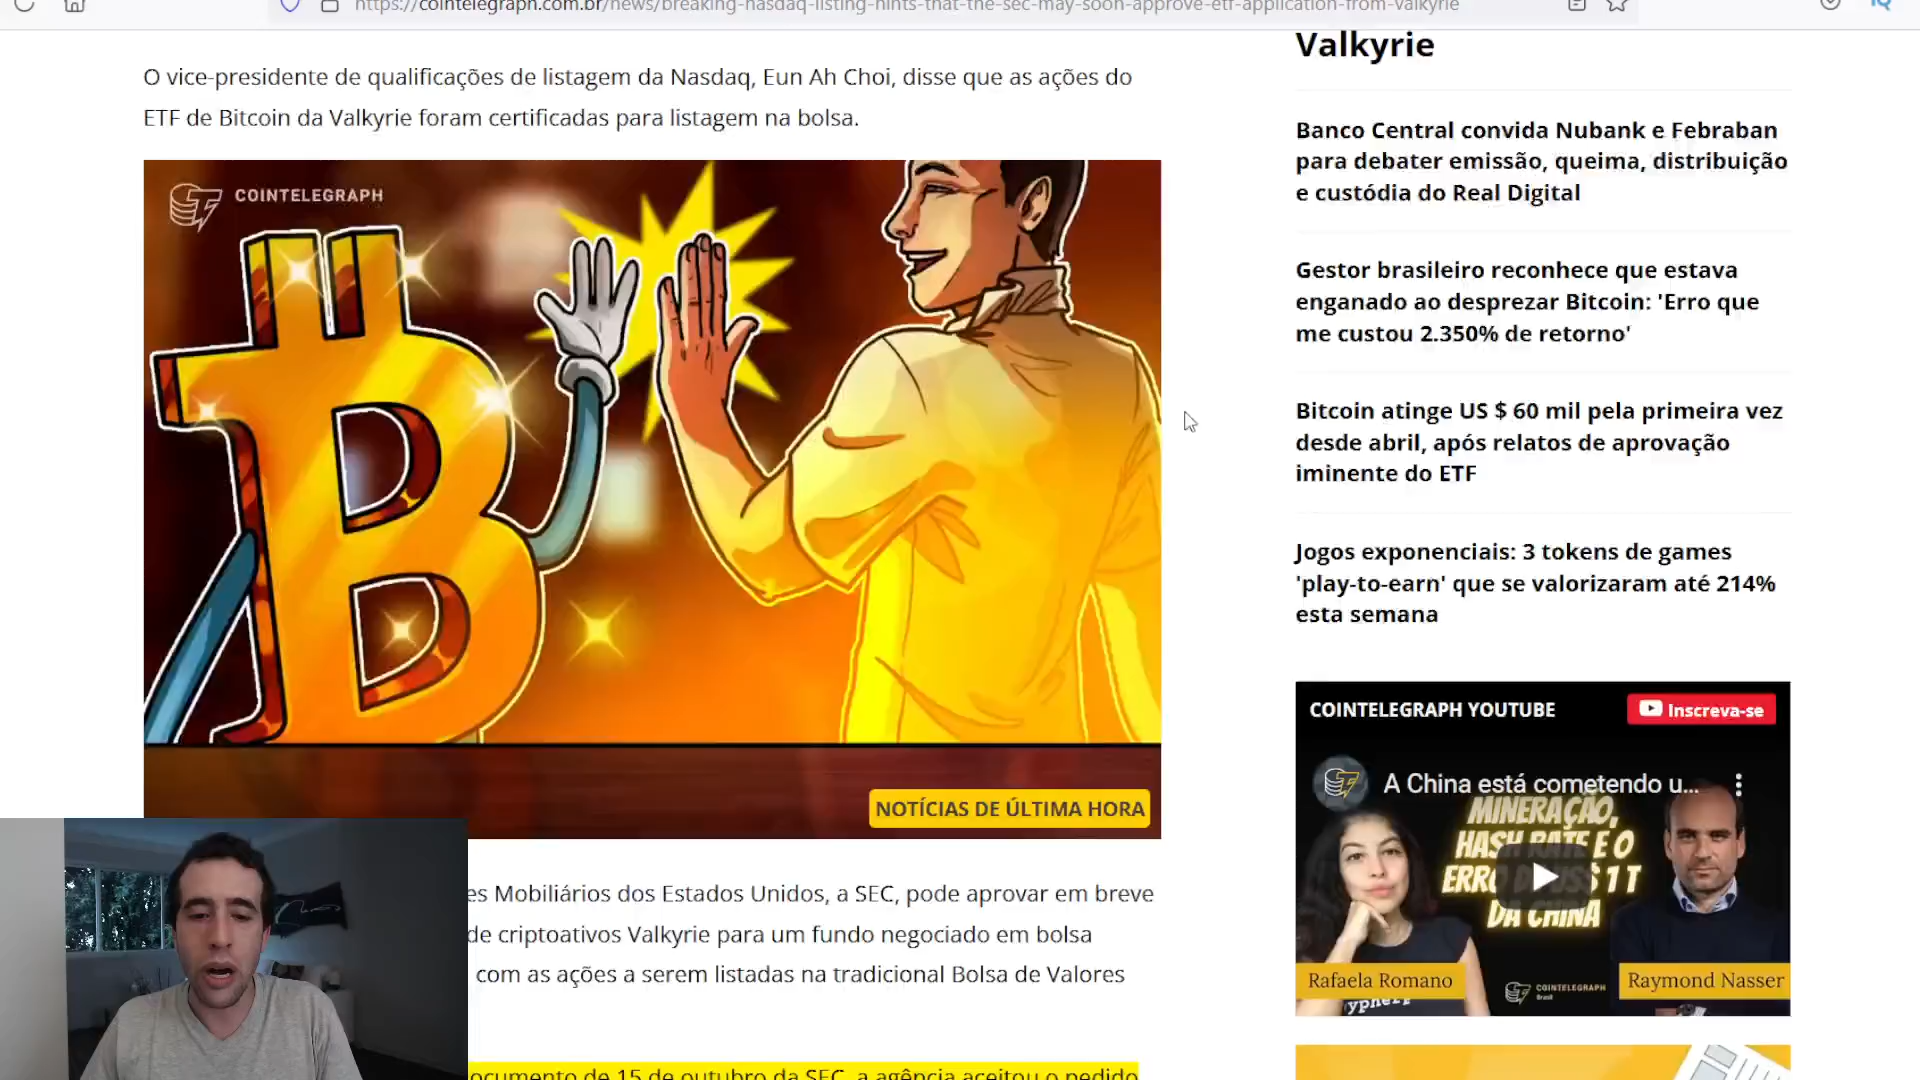 https://cointelegraph.com.br/news/breaking-nasdaq-listing-hints-that-the-sec-may-soon-approve-etf-application-from-valkyrie
O vice-presidente de qualificações de listagem da Nasdaq, Eun Ah Choi, disse que as ações do
ETF de Bitcoin da Valkyrie foram certificadas para listagem na bolsa.
COINTELEGRAPH
NOTÍCIAS DE ÚLTIMA HORA
es Mobiliários dos Estados Unidos, a SEC, pode aprovar em breve
de criptoativos Valkyrie para um fundo negociado em bolsa
com as ações a serem listadas na tradicional Bolsa de Valores
ocumento de 15 de outubro da SEC, a agência aceitou o pedido
Valkyrie
Banco Central convida Nubank e Febraban
para debater emissão, queima, distribuição
e custódia do Real Digital
Gestor brasileiro reconhece que estava
enganado ao desprezar Bitcoin: 'Erro que
me custou 2.350% de retorno'
Bitcoin atinge US $ 60 mil pela primeira vez
desde abril, após relatos de aprovação
iminente do ETF
Jogos exponenciais: 3 tokens de games
'play-to-earn' que se valorizaram até 214%
esta semana
COINTELEGRAPH YOUTUBE
Inscreva-se
A China está cometendo u...
MINERAÇÃO,
HASH RATE E O
ERRO DE US$ 1 T
DA CHINA
Rafaela Romano
COINTELEGRAPH
Brasil
Raymond Nasser